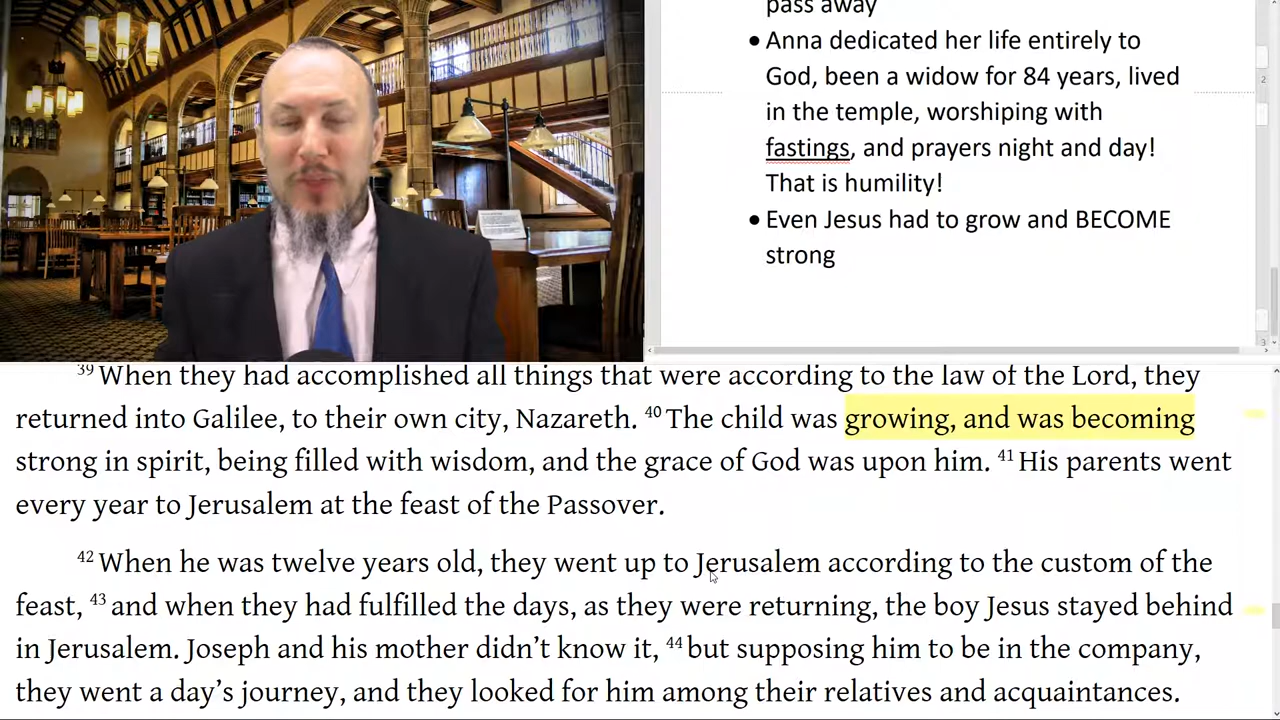 pass away
• Anna dedicated her life entirely to
God, been a widow for 84 years, lived
in the temple, worshiping with
fastings, and prayers night and day!
That is humility!
• Even Jesus had to grow and BECOME
strong
2
3
39 When they had accomplished all things that were according to the law of the Lord, they
returned into Galilee, to their own city, Nazareth. 40 The child was growing, and was becoming
strong in spirit, being filled with wisdom, and the grace of God was upon him. 41 His parents went
every year to Jerusalem at the feast of the Passover.
42 When he was twelve years old, they went up to Jerusalem according to the custom of the
feast, 43 and when they had fulfilled the days, as they were returning, the boy Jesus stayed behind
in Jerusalem. Joseph and his mother didn’t know it, 44 but supposing him to be in the company,
they went a day’s journey, and they looked for him among their relatives and acquaintances.